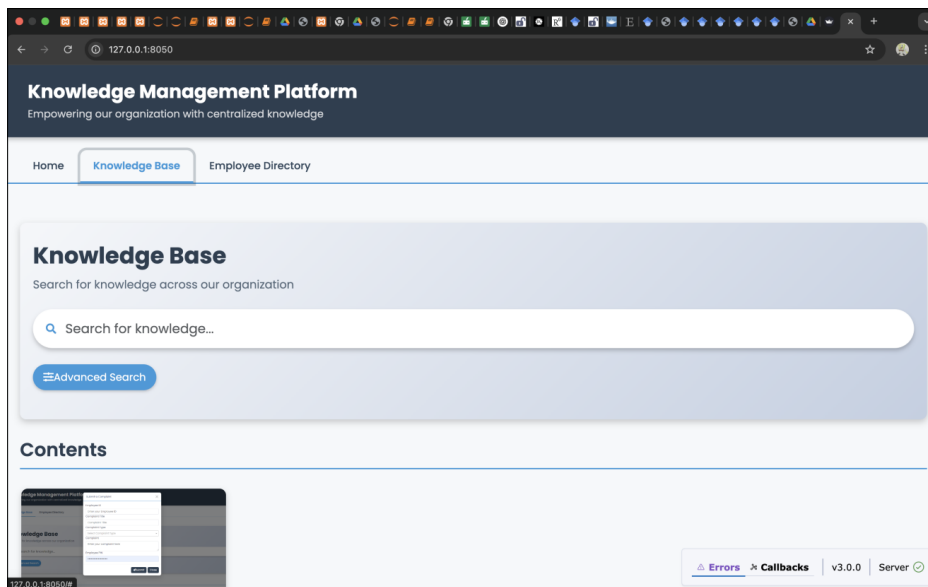 127.0.0.1:8050
Knowledge Management Platform
Empowering our organization with centralized knowledge
Home Knowledge Base Employee Directory
Knowledge Base
Search for knowledge across our organization
Search for knowledge...
Advanced Search
Contents
Errors Callbacks v3.0.0 Server
127.0.0.1:8050/#